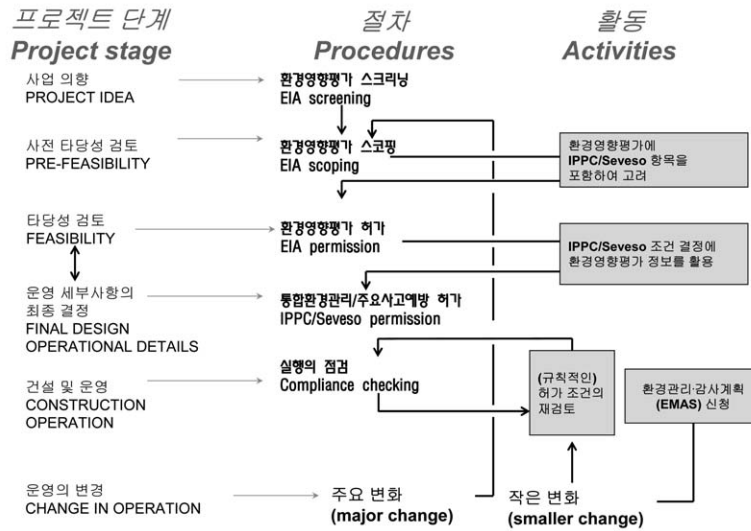 프로젝트 단계
Project stage
절차
Procedures
활동
Activities
사업 의향
PROJECT IDEA
환경영향평가 스크리닝
EIA screening
사전 타당성 검토
PRE-FEASIBILITY
환경영향평가 스코핑
EIA scoping
환경영향평가에
IPPC/Seveso 항목을
포함하여 고려
타당성 검토
FEASIBILITY
환경영향평가 허가
EIA permission
IPPC/Seveso 조건 결정에
환경영향평가 정보를 활용
운영 세부사항의
최종 결정
FINAL DESIGN
OPERATIONAL DETAILS
통합환경관리/주요사고예방 허가
IPPC/Seveso permission
건설 및 운영
CONSTRUCTION
OPERATION
실행의 점검
Compliance checking
(규칙적인)
허가 조건의
재검토
환경관리·감사계획
(EMAS) 신청
운영의 변경
CHANGE IN OPERATION
주요 변화
(major change)
작은 변화
(smaller change)